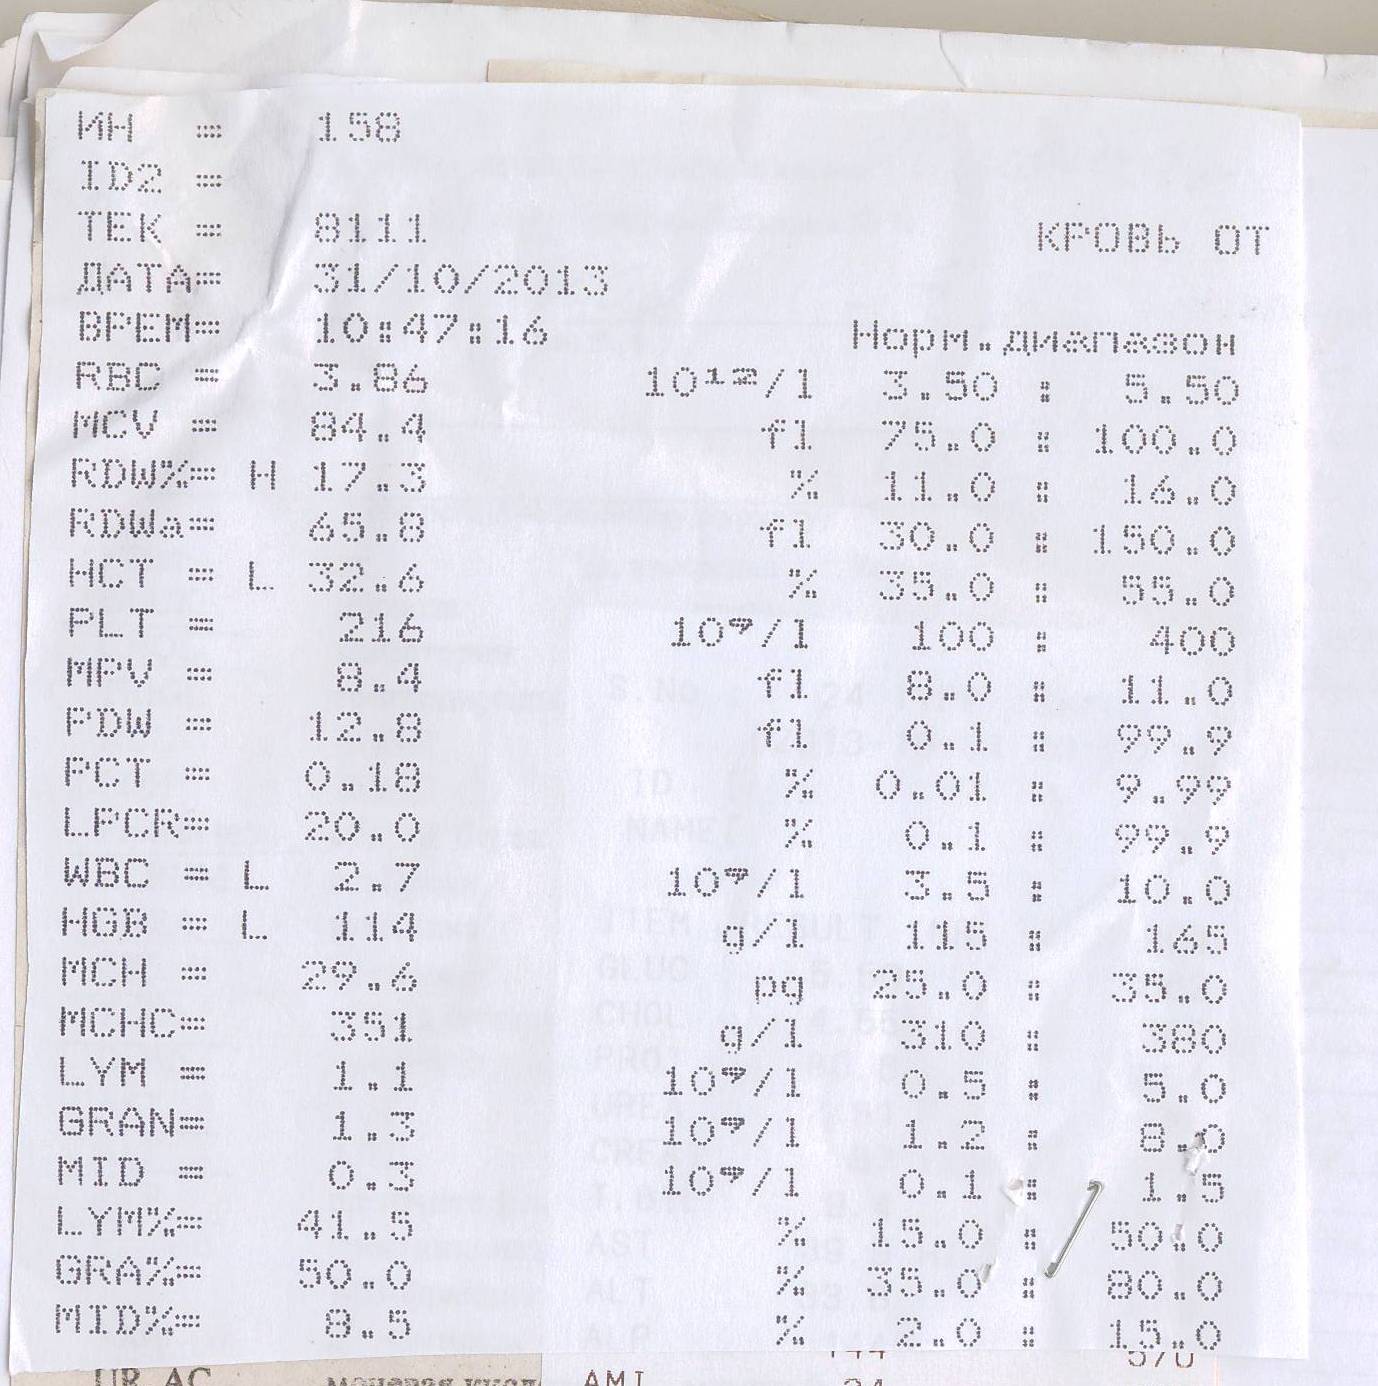 ИН = 158
ID2 =
ТЕК = 8111 КРОВЬ ОТ
ДАТА= 31/10/2013
ВРЕМ= 10:47:16 Норм.диапазон
RBC = 3.86 10¹²/l 3.50 : 5.50
MCV = 84.4 fl 75.0 : 100.0
RDW%= H 17.3 % 11.0 : 16.0
RDWa= 65.8 fl 30.0 : 150.0
HCT = L 32.6 % 35.0 : 55.0
PLT = 216 10⁹/l 100 : 400
MPV = 8.4 fl 8.0 : 11.0
PDW = 12.8 fl 0.1 : 99.9
PCT = 0.18 % 0.01 : 9.99
LPCR= 20.0 % 0.1 : 99.9
WBC = L 2.7 10⁹/l 3.5 : 10.0
HGB = L 114 g/l 115 : 165
MCH = 29.6 pg 25.0 : 35.0
MCHC= 351 g/l 310 : 380
LYM = 1.1 10⁹/l 0.5 : 5.0
GRAN= 1.3 10⁹/l 1.2 : 8.0
MID = 0.3 10⁹/l 0.1 : 1.5
LYM%= 41.5 % 15.0 : 50.0
GRA%= 50.0 % 35.0 : 80.0
MID%= 8.5 % 2.0 : 15.0
UR AC AMI